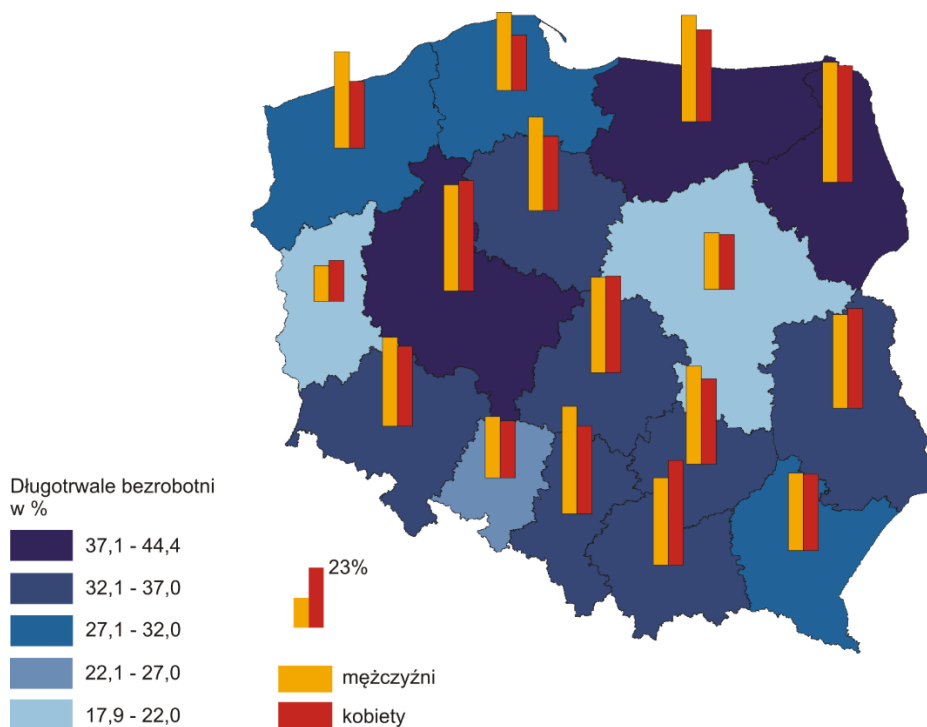 Długotrwale bezrobotni
w %
37,1 - 44,4
32,1 - 37,0
27,1 - 32,0
22,1 - 27,0
17,9 - 22,0
23%
mężczyźni
kobiety